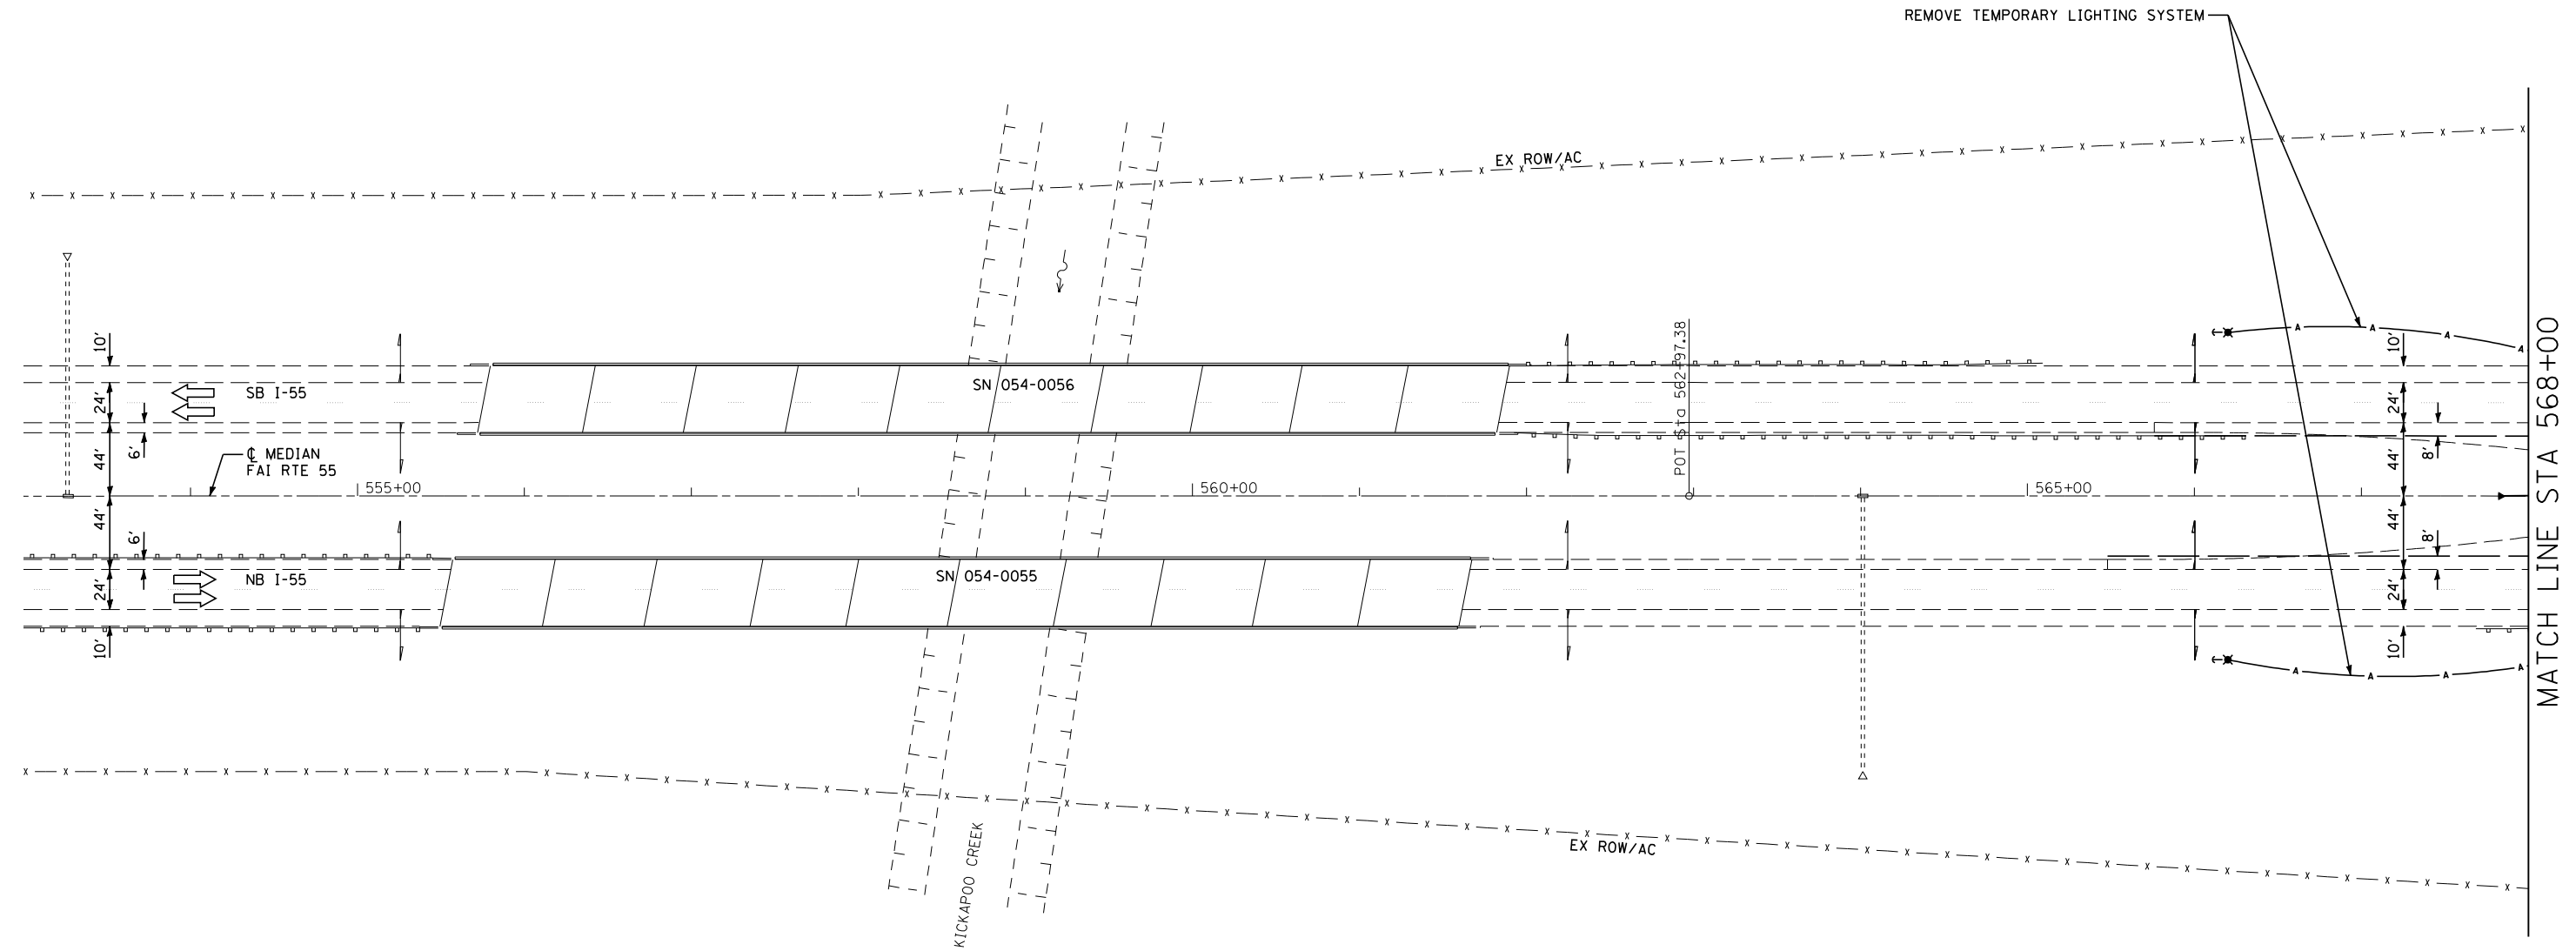 REMOVE TEMPORARY LIGHTING SYSTEM
EX ROW/AC
10'
24'
44'
6'
SB I-55
SN 054-0056
POT Sta 562+97.38
10'
24'
44'
8'
℄ MEDIAN
FAI RTE 55
555+00
560+00
565+00
44'
6'
24'
10'
NB I-55
SN 054-0055
44'
8'
24'
10'
A
A
A
A
A
A
A
A
MATCH LINE STA 568+00
KICKAPOO CREEK
EX ROW/AC